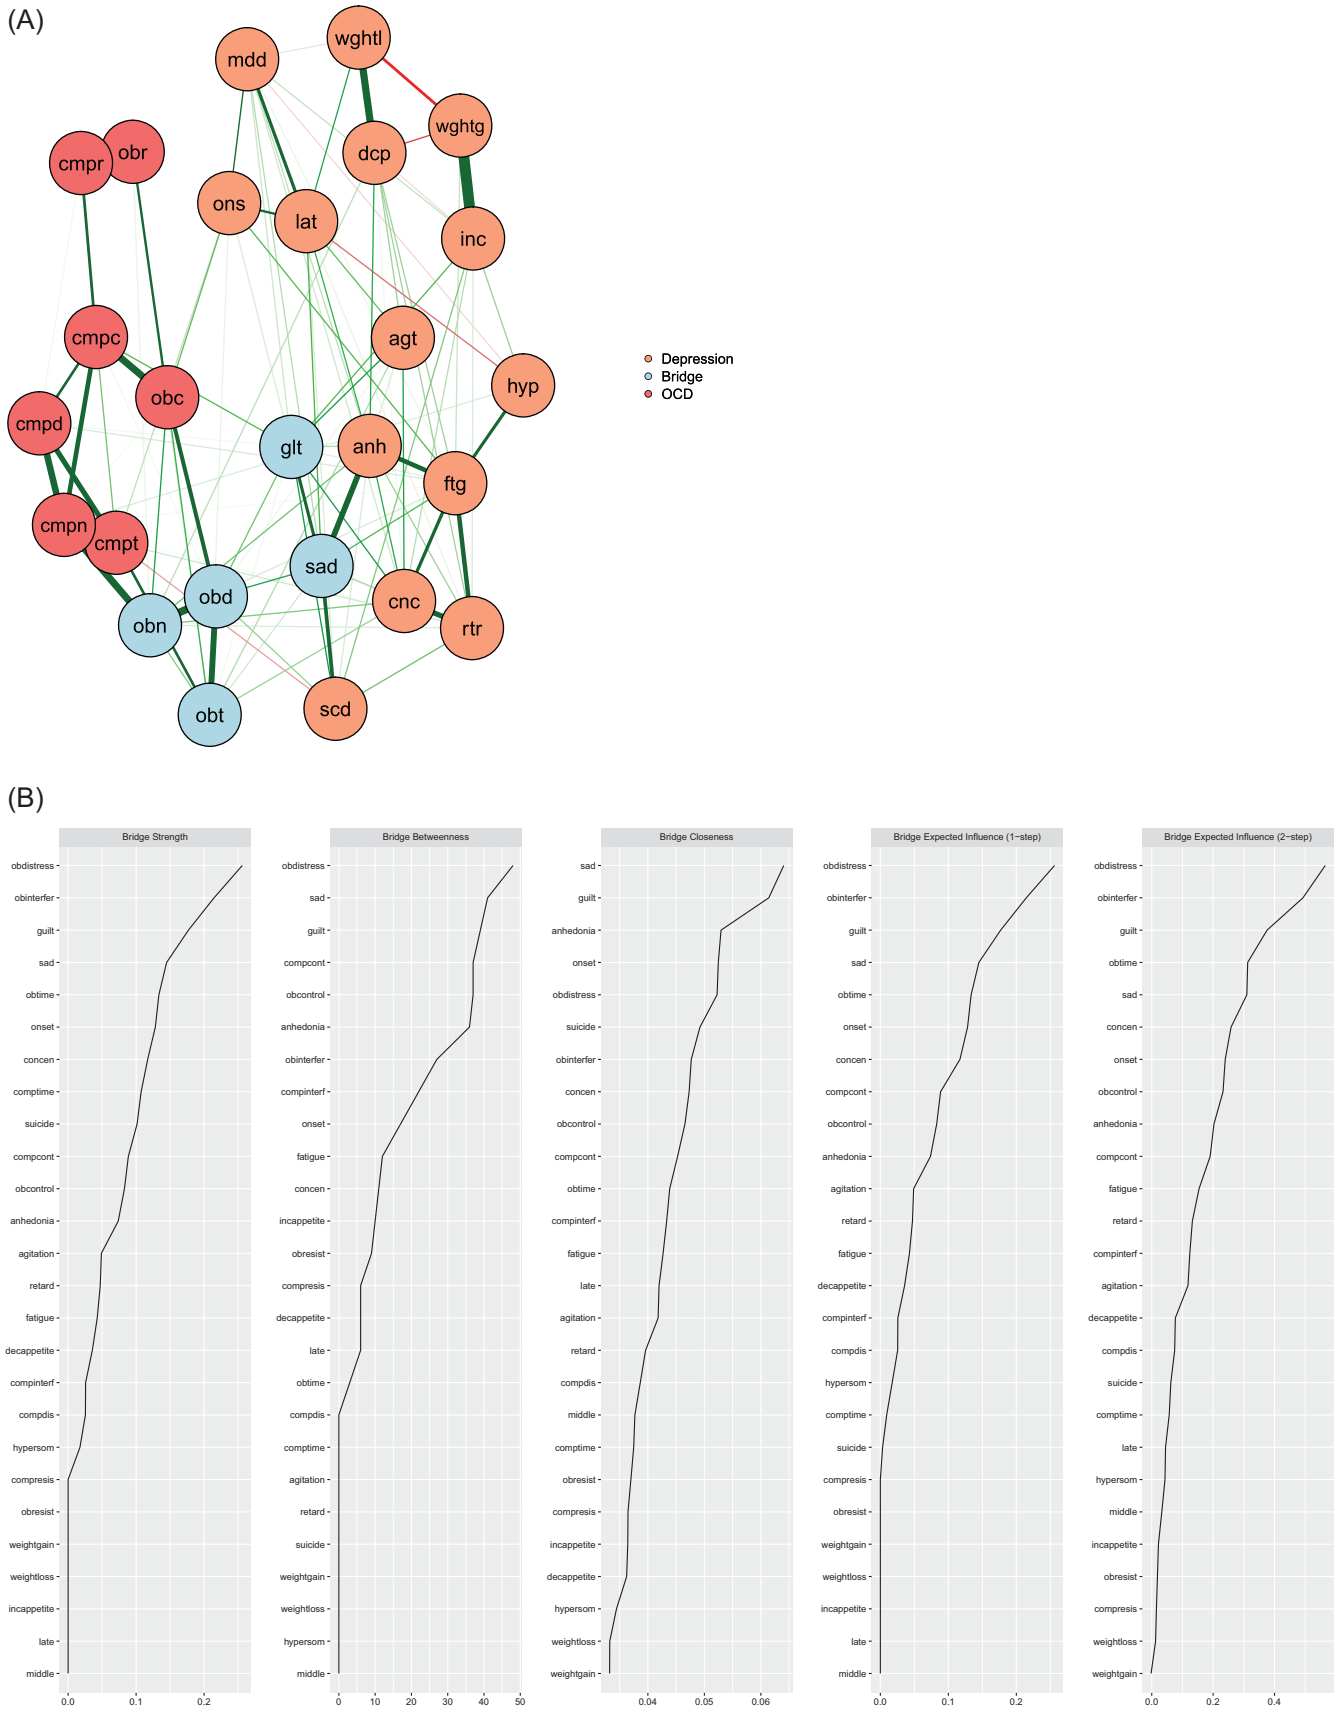 (A)
wghtl
mdd
wghtg
dcp
cmpr
obr
ons
lat
inc
cmpc
agt
Depression
Bridge
OCD
hyp
obc
cmpd
glt
anh
ftg
cmpn
cmpt
sad
obd
cnc
obn
rtr
obt
scd
(B)
Bridge Strength
obdistress
obinterfer
guilt
sad
obtime
onset
concen
comptime
suicide
compcont
obcontrol
anhedonia
agitation
retard
fatigue
decappetite
compinterf
compdis
hypersom
compresis
obresist
weightgain
weightloss
incappetite
late
middle
0.0 0.1 0.2
Bridge Betweenness
obdistress
sad
guilt
compcont
obcontrol
anhedonia
obinterfer
compinterf
onset
fatigue
concen
incappetite
obresist
compresis
decappetite
late
obtime
compdis
comptime
agitation
retard
suicide
weightgain
weightloss
hypersom
middle
0 10 20 30 40 50
Bridge Closeness
sad
guilt
anhedonia
onset
obdistress
suicide
obinterfer
concen
obcontrol
compcont
obtime
compinterf
fatigue
late
agitation
retard
compdis
middle
comptime
obresist
compresis
incappetite
decappetite
hypersom
weightloss
weightgain
0.04 0.05 0.06
Bridge Expected Influence (1−step)
obdistress
obinterfer
guilt
sad
obtime
onset
concen
compcont
obcontrol
anhedonia
agitation
retard
fatigue
decappetite
compinterf
compdis
hypersom
comptime
suicide
compresis
obresist
weightgain
weightloss
incappetite
late
middle
0.0 0.1 0.2
Bridge Expected Influence (2−step)
obdistress
obinterfer
guilt
obtime
sad
concen
onset
obcontrol
anhedonia
compcont
fatigue
retard
compinterf
agitation
decappetite
compdis
suicide
comptime
late
hypersom
middle
incappetite
obresist
compresis
weightloss
weightgain
0.0 0.2 0.4